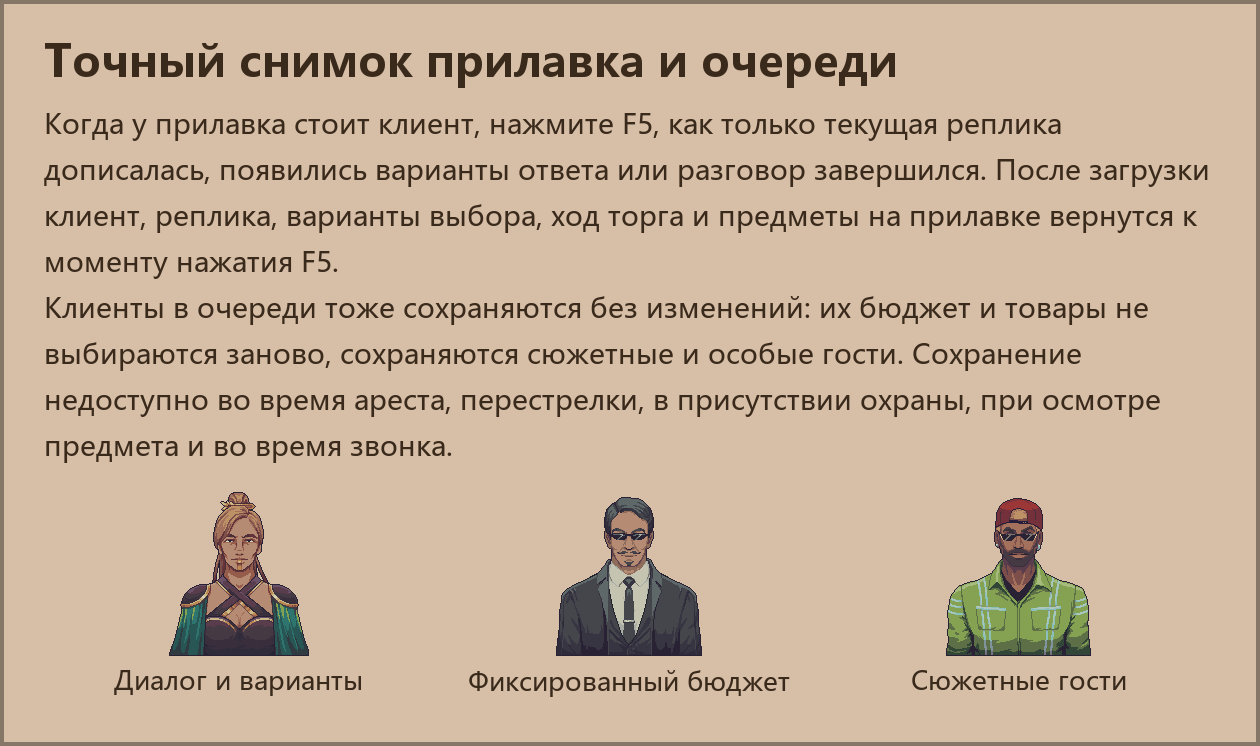 Точный снимок прилавка и очереди
Когда у прилавка стоит клиент, нажмите F5, как только текущая реплика
дописалась, появились варианты ответа или разговор завершился. После загрузки
клиент, реплика, варианты выбора, ход торга и предметы на прилавке вернутся к
моменту нажатия F5.
Клиенты в очереди тоже сохраняются без изменений: их бюджет и товары не
выбираются заново, сохраняются сюжетные и особые гости. Сохранение
недоступно во время ареста, перестрелки, в присутствии охраны, при осмотре
предмета и во время звонка.
Диалог и варианты
Фиксированный бюджет
Сюжетные гости